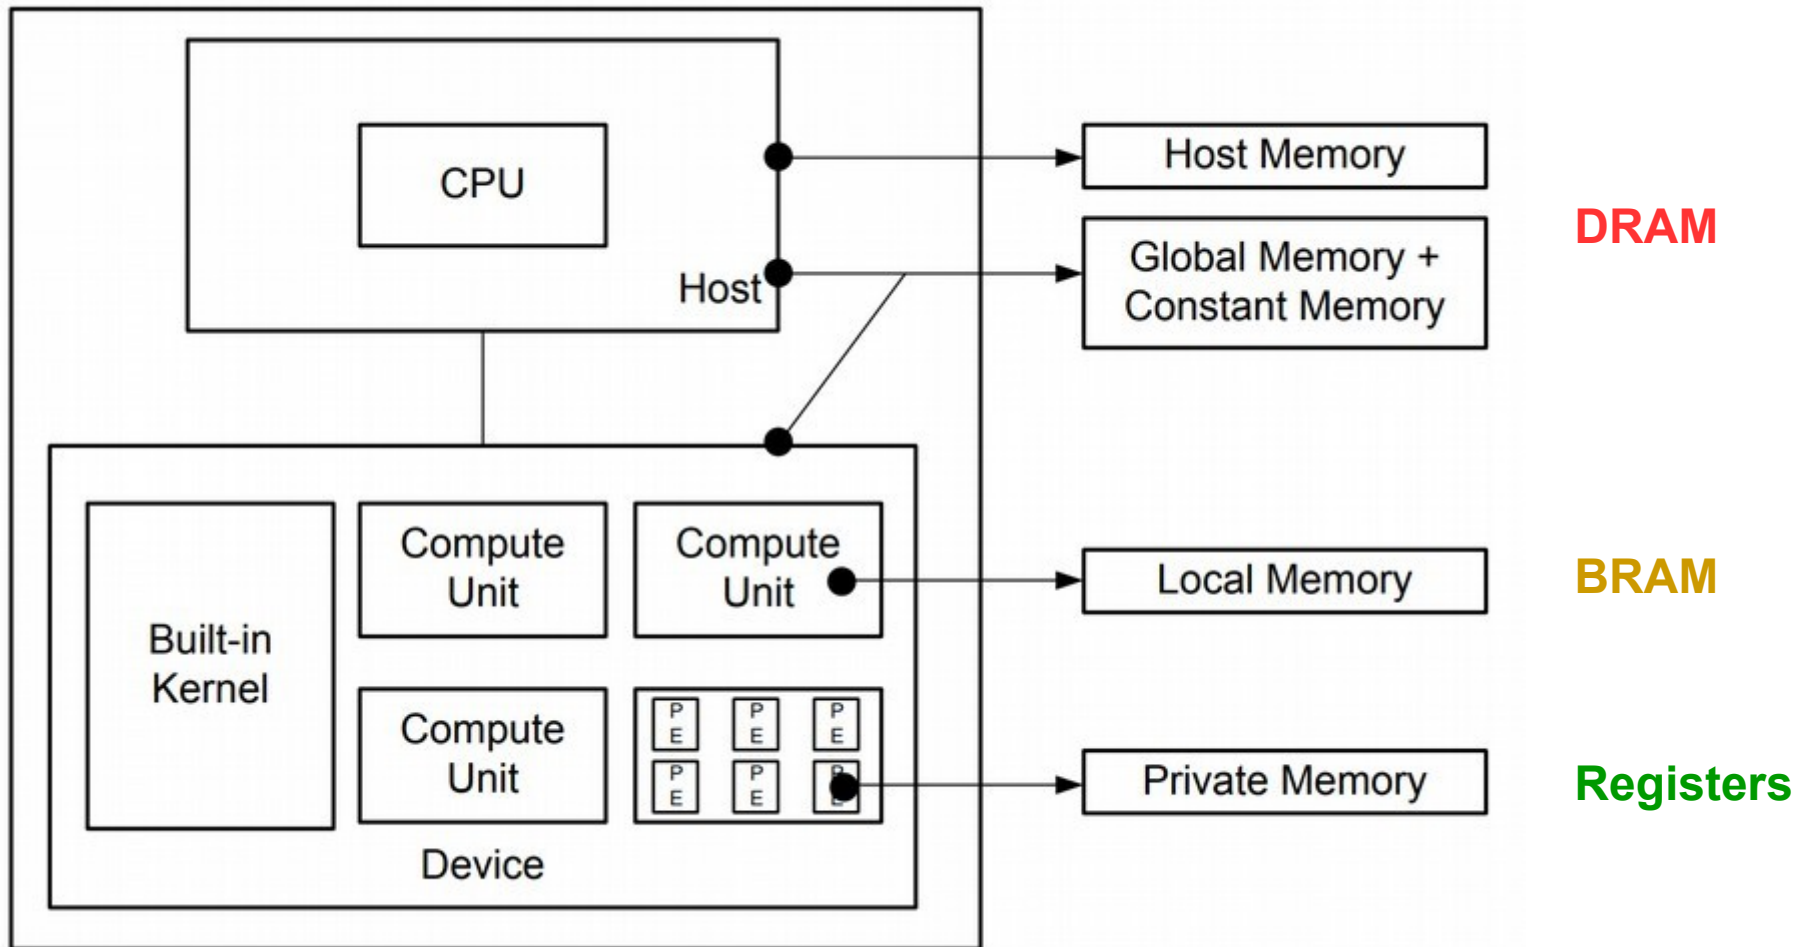 CPU
Host
Host Memory
Global Memory +
Constant Memory
DRAM
Built-in
Kernel
Compute
Unit
Compute
Unit
Compute
Unit
P
E
P
E
P
E
P
E
P
E
P
E
Device
Local Memory
BRAM
Private Memory
Registers